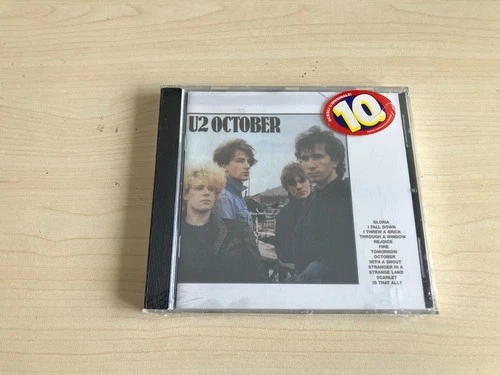 U2 OCTOBER
10
GLORIA
I FALL DOWN
I THREW A BRICK
THROUGH A WINDOW
REJOICE
FIRE
TOMORROW
OCTOBER
WITH A SHOUT
STRANGER IN A
STRANGE LAND
SCARLET
IS THAT ALL?